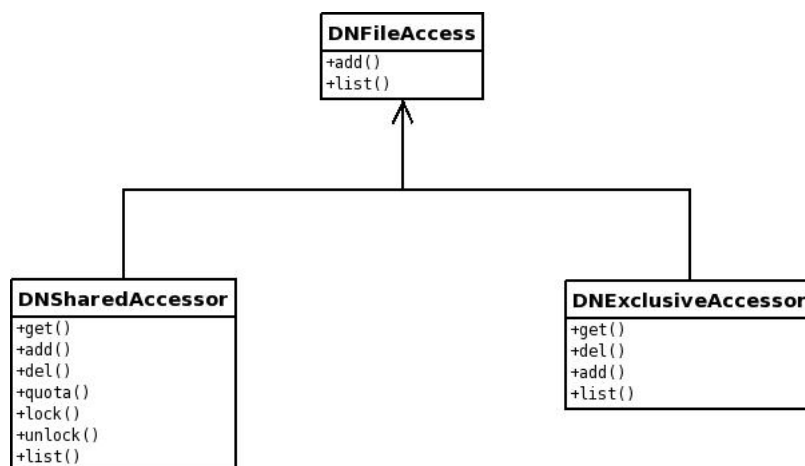 DNFileAccess
+add()
+list()
DNSharedAccessor
+get()
+add()
+del()
+quota()
+lock()
+unlock()
+list()
DNExclusiveAccessor
+get()
+del()
+add()
+list()